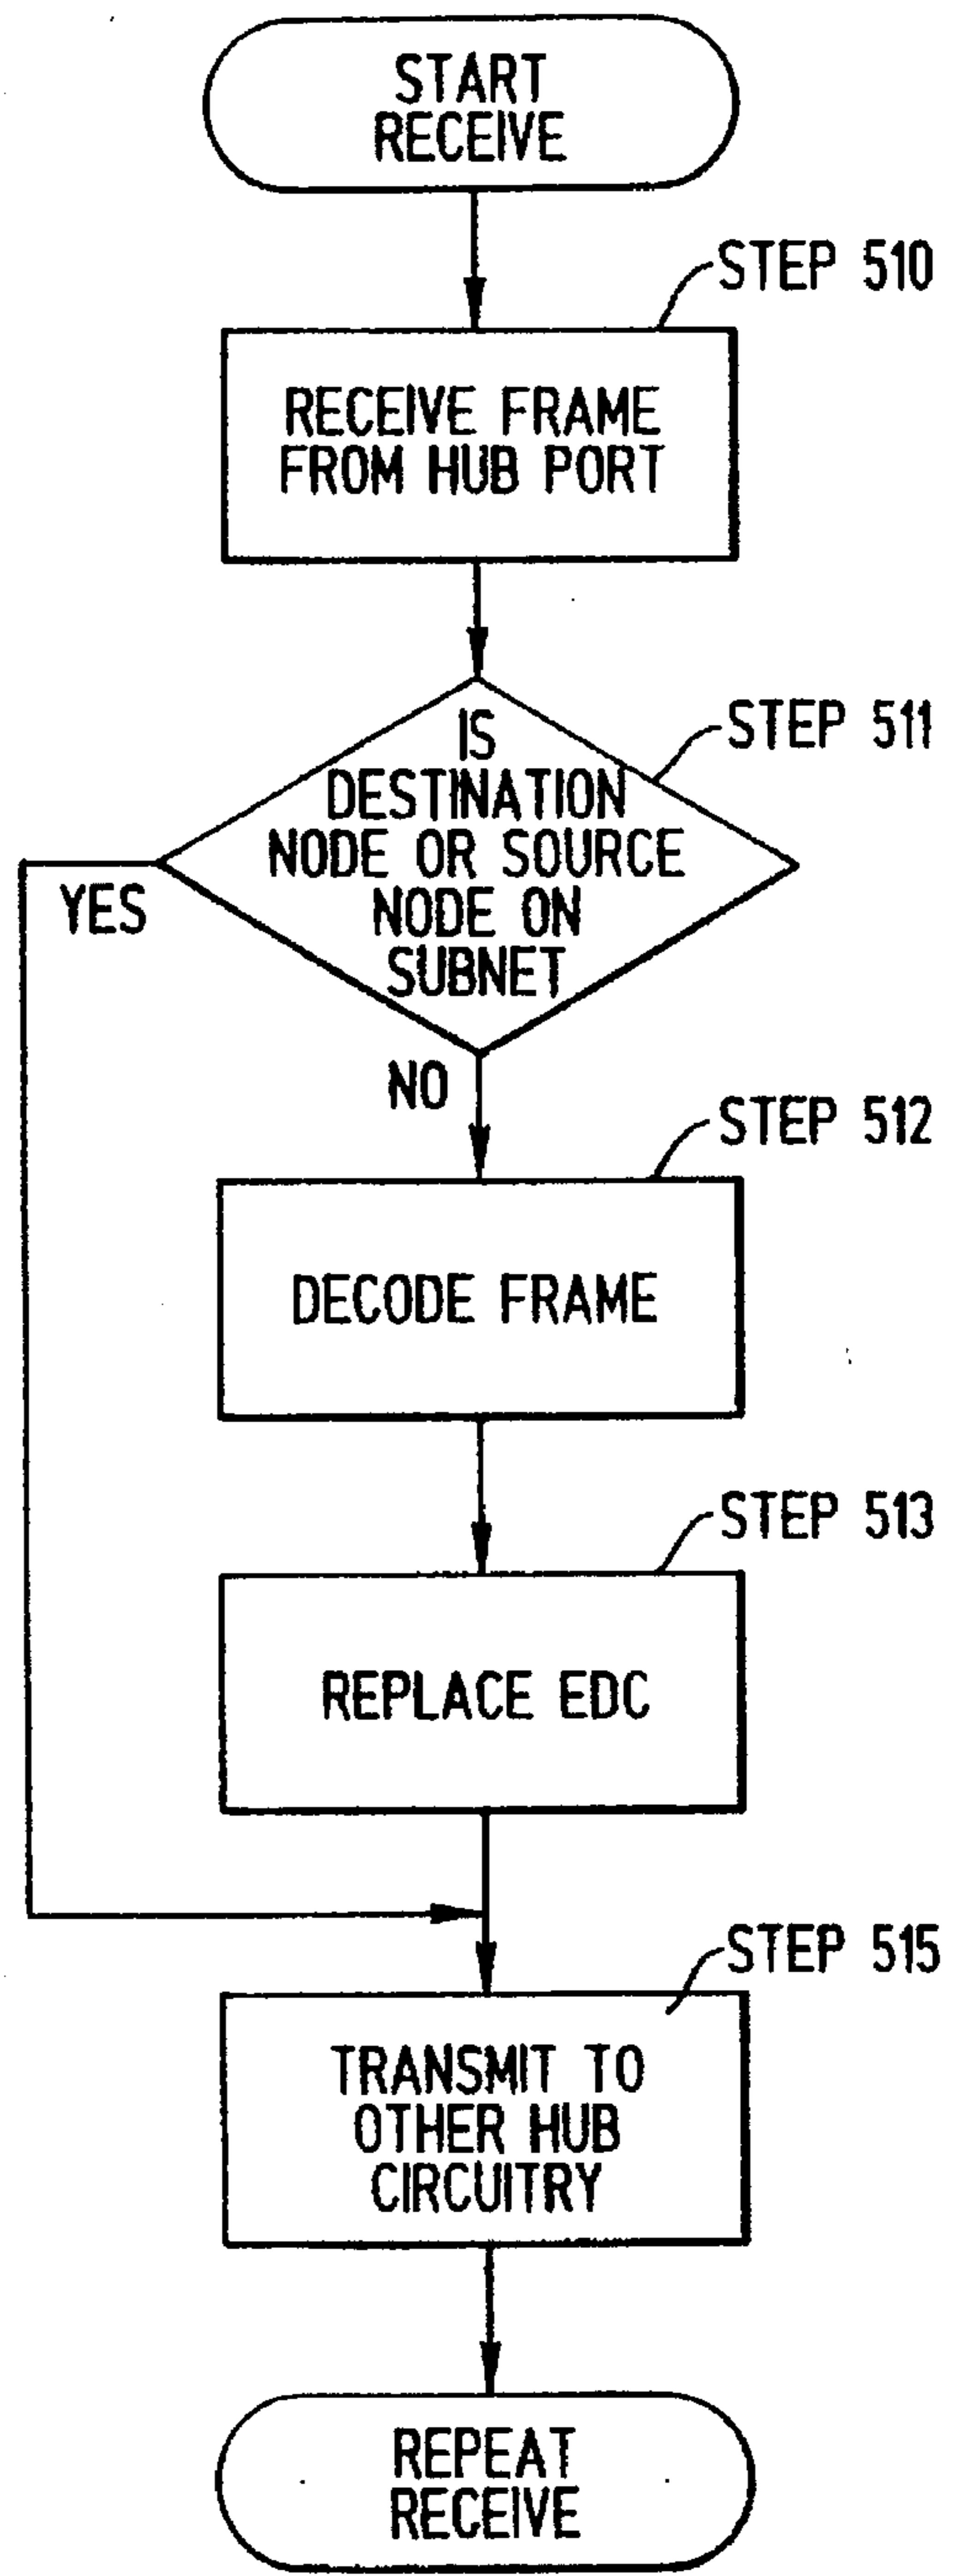 START
RECEIVE
STEP 510
RECEIVE FRAME
FROM HUB PORT
STEP 511
IS
DESTINATION
NODE OR SOURCE
NODE ON
SUBNET
YES
NO
STEP 512
DECODE FRAME
STEP 513
REPLACE EDC
STEP 515
TRANSMIT TO
OTHER HUB
CIRCUITRY
REPEAT
RECEIVE